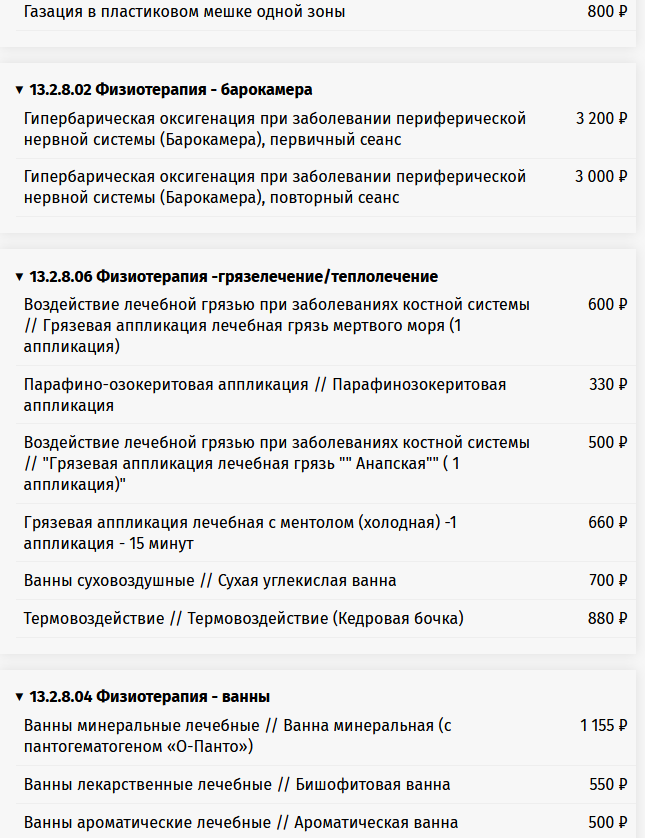 Газация в пластиковом мешке одной зоны 800 ₽
▼ 13.2.8.02 Физиотерапия - барокамера
Гипербарическая оксигенация при заболевании периферической 3 200 ₽
нервной системы (Барокамера), первичный сеанс
Гипербарическая оксигенация при заболевании периферической 3 000 ₽
нервной системы (Барокамера), повторный сеанс
▼ 13.2.8.06 Физиотерапия -грязелечение/теплолечение
Воздействие лечебной грязью при заболеваниях костной системы 600 ₽
// Грязевая аппликация лечебная грязь мертвого моря (1
аппликация)
Парафино-озокеритовая аппликация // Парафинозокеритовая 330 ₽
аппликация
Воздействие лечебной грязью при заболеваниях костной системы 500 ₽
// "Грязевая аппликация лечебная грязь "" Анапская"" ( 1
аппликация)"
Грязевая аппликация лечебная с ментолом (холодная) -1 660 ₽
аппликация - 15 минут
Ванны суховоздушные // Сухая углекислая ванна 700 ₽
Термовоздействие // Термовоздействие (Кедровая бочка) 880 ₽
▼ 13.2.8.04 Физиотерапия - ванны
Ванны минеральные лечебные // Ванна минеральная (с 1 155 ₽
пантогематогеном «О-Панто»)
Ванны лекарственные лечебные // Бишофитовая ванна 550 ₽
Ванны ароматические лечебные // Ароматическая ванна 500 ₽